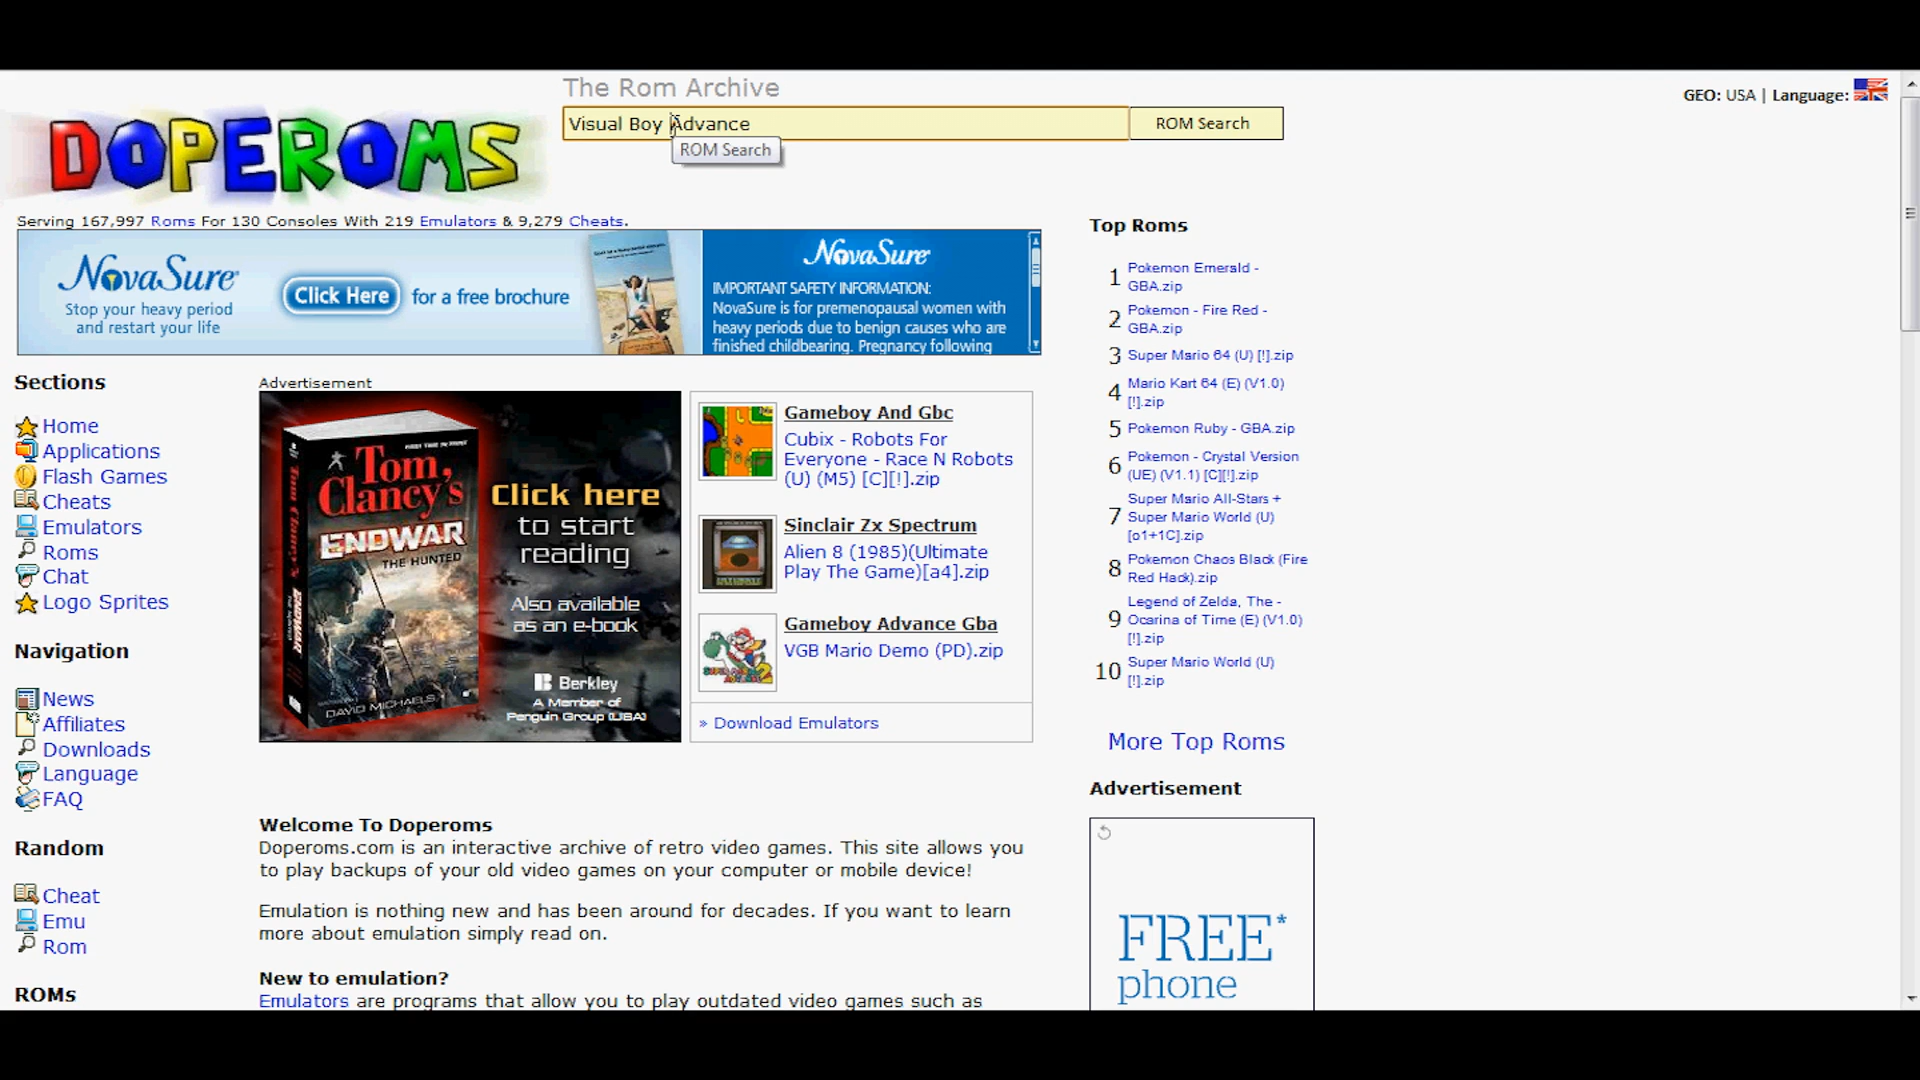 The Rom Archive
GEO: USA | Language:
Visual Boy Advance
ROM Search
ROM Search
DOPEROMS
Serving 167,997 Roms For 130 Consoles With 219 Emulators & 9,279 Cheats.
NovaSure
Stop your heavy period
and restart your life
Click Here for a free brochure
NovaSure
IMPORTANT SAFETY INFORMATION:
NovaSure is for premenopausal women with
heavy periods due to benign causes who are
finished childbearing. Pregnancy following
Sections
Home
Applications
Flash Games
Cheats
Emulators
Roms
Chat
Logo Sprites
Navigation
News
Affiliates
Downloads
Language
FAQ
Random
Cheat
Emu
Rom
ROMs
Advertisement
Tom
Clancy's
ENDWAR
THE HUNTED
DAVID MICHAELS
Click here
to start
reading
Also available
as an e-book
Berkley
A Member of
Penguin Group (USA)
Gameboy And Gbc
Cubix - Robots For
Everyone - Race N Robots
(U) (M5) [C][!].zip
Sinclair Zx Spectrum
Alien 8 (1985)(Ultimate
Play The Game)[a4].zip
Gameboy Advance Gba
VGB Mario Demo (PD).zip
» Download Emulators
Welcome To Doperoms
Doperoms.com is an interactive archive of retro video games. This site allows you
to play backups of your old video games on your computer or mobile device!
Emulation is nothing new and has been around for decades. If you want to learn
more about emulation simply read on.
New to emulation?
Emulators are programs that allow you to play outdated video games such as
Top Roms
1 Pokemon Emerald -
GBA.zip
2 Pokemon - Fire Red -
GBA.zip
3 Super Mario 64 (U) [!].zip
4 Mario Kart 64 (E) (V1.0)
[!].zip
5 Pokemon Ruby - GBA.zip
6 Pokemon - Crystal Version
(UE) (V1.1) [C][!].zip
7 Super Mario All-Stars +
Super Mario World (U)
[o1+1C].zip
8 Pokemon Chaos Black (Fire
Red Hack).zip
9 Legend of Zelda, The -
Ocarina of Time (E) (V1.0)
[!].zip
10 Super Mario World (U)
[!].zip
More Top Roms
Advertisement
FREE*
phone